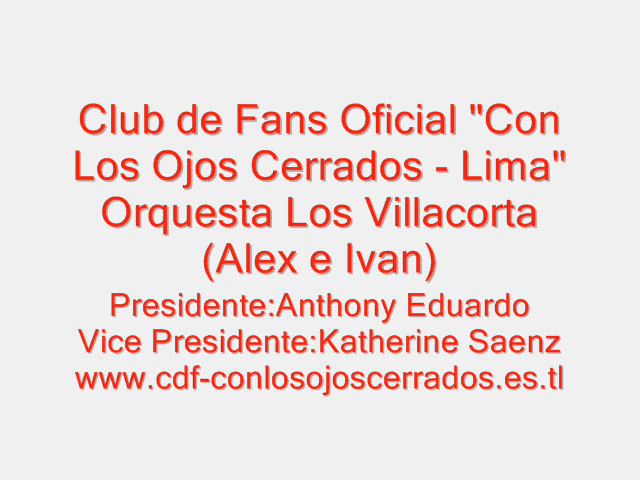 Club de Fans Oficial "Con
Los Ojos Cerrados - Lima"
Orquesta Los Villacorta
(Alex e Ivan)
Presidente:Anthony Eduardo
Vice Presidente:Katherine Saenz
www.cdf-conlosojoscerrados.es.tl